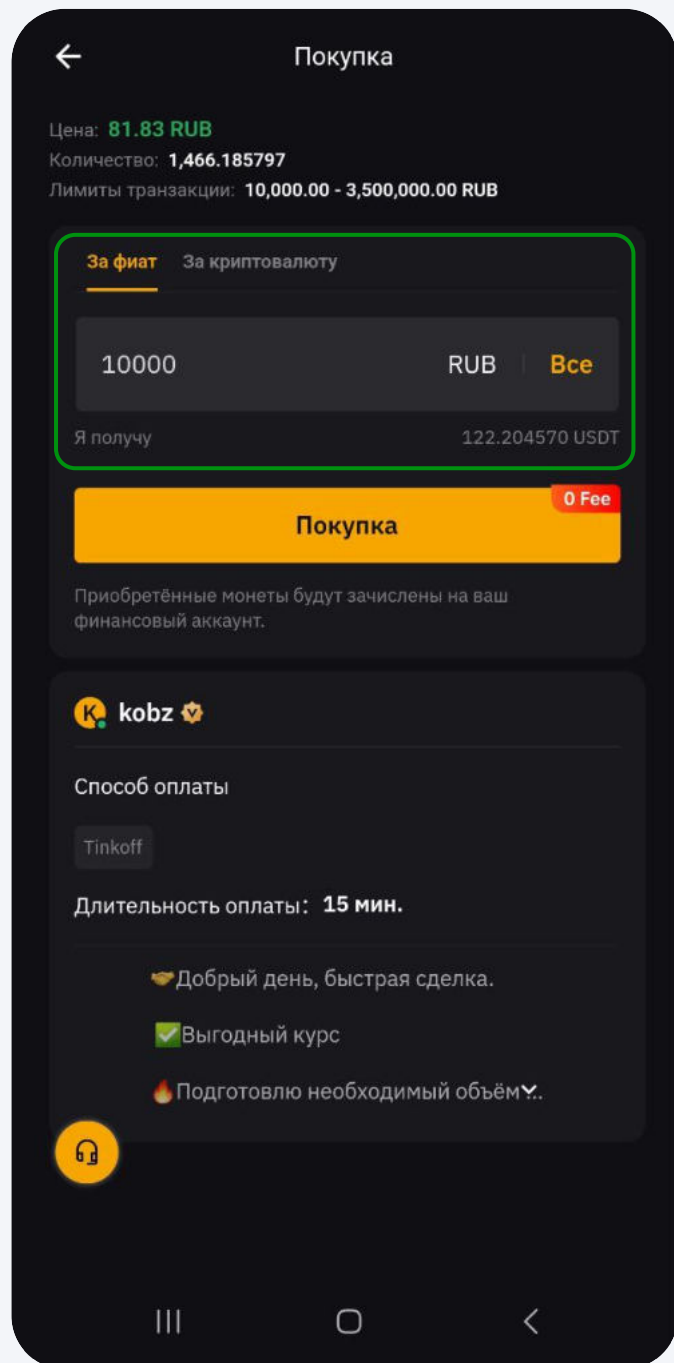 Покупка
Цена: 81.83 RUB
Количество: 1,466.185797
Лимиты транзакции: 10,000.00 - 3,500,000.00 RUB
За фиат За криптовалюту
10000 RUB Все
Я получу 122.204570 USDT
0 Fee
Покупка
Приобретённые монеты будут зачислены на ваш
финансовый аккаунт.
K kobz
Способ оплаты
Tinkoff
Длительность оплаты: 15 мин.
🤝Добрый день, быстрая сделка.
✅Выгодный курс
🔥Подготовлю необходимый объём...